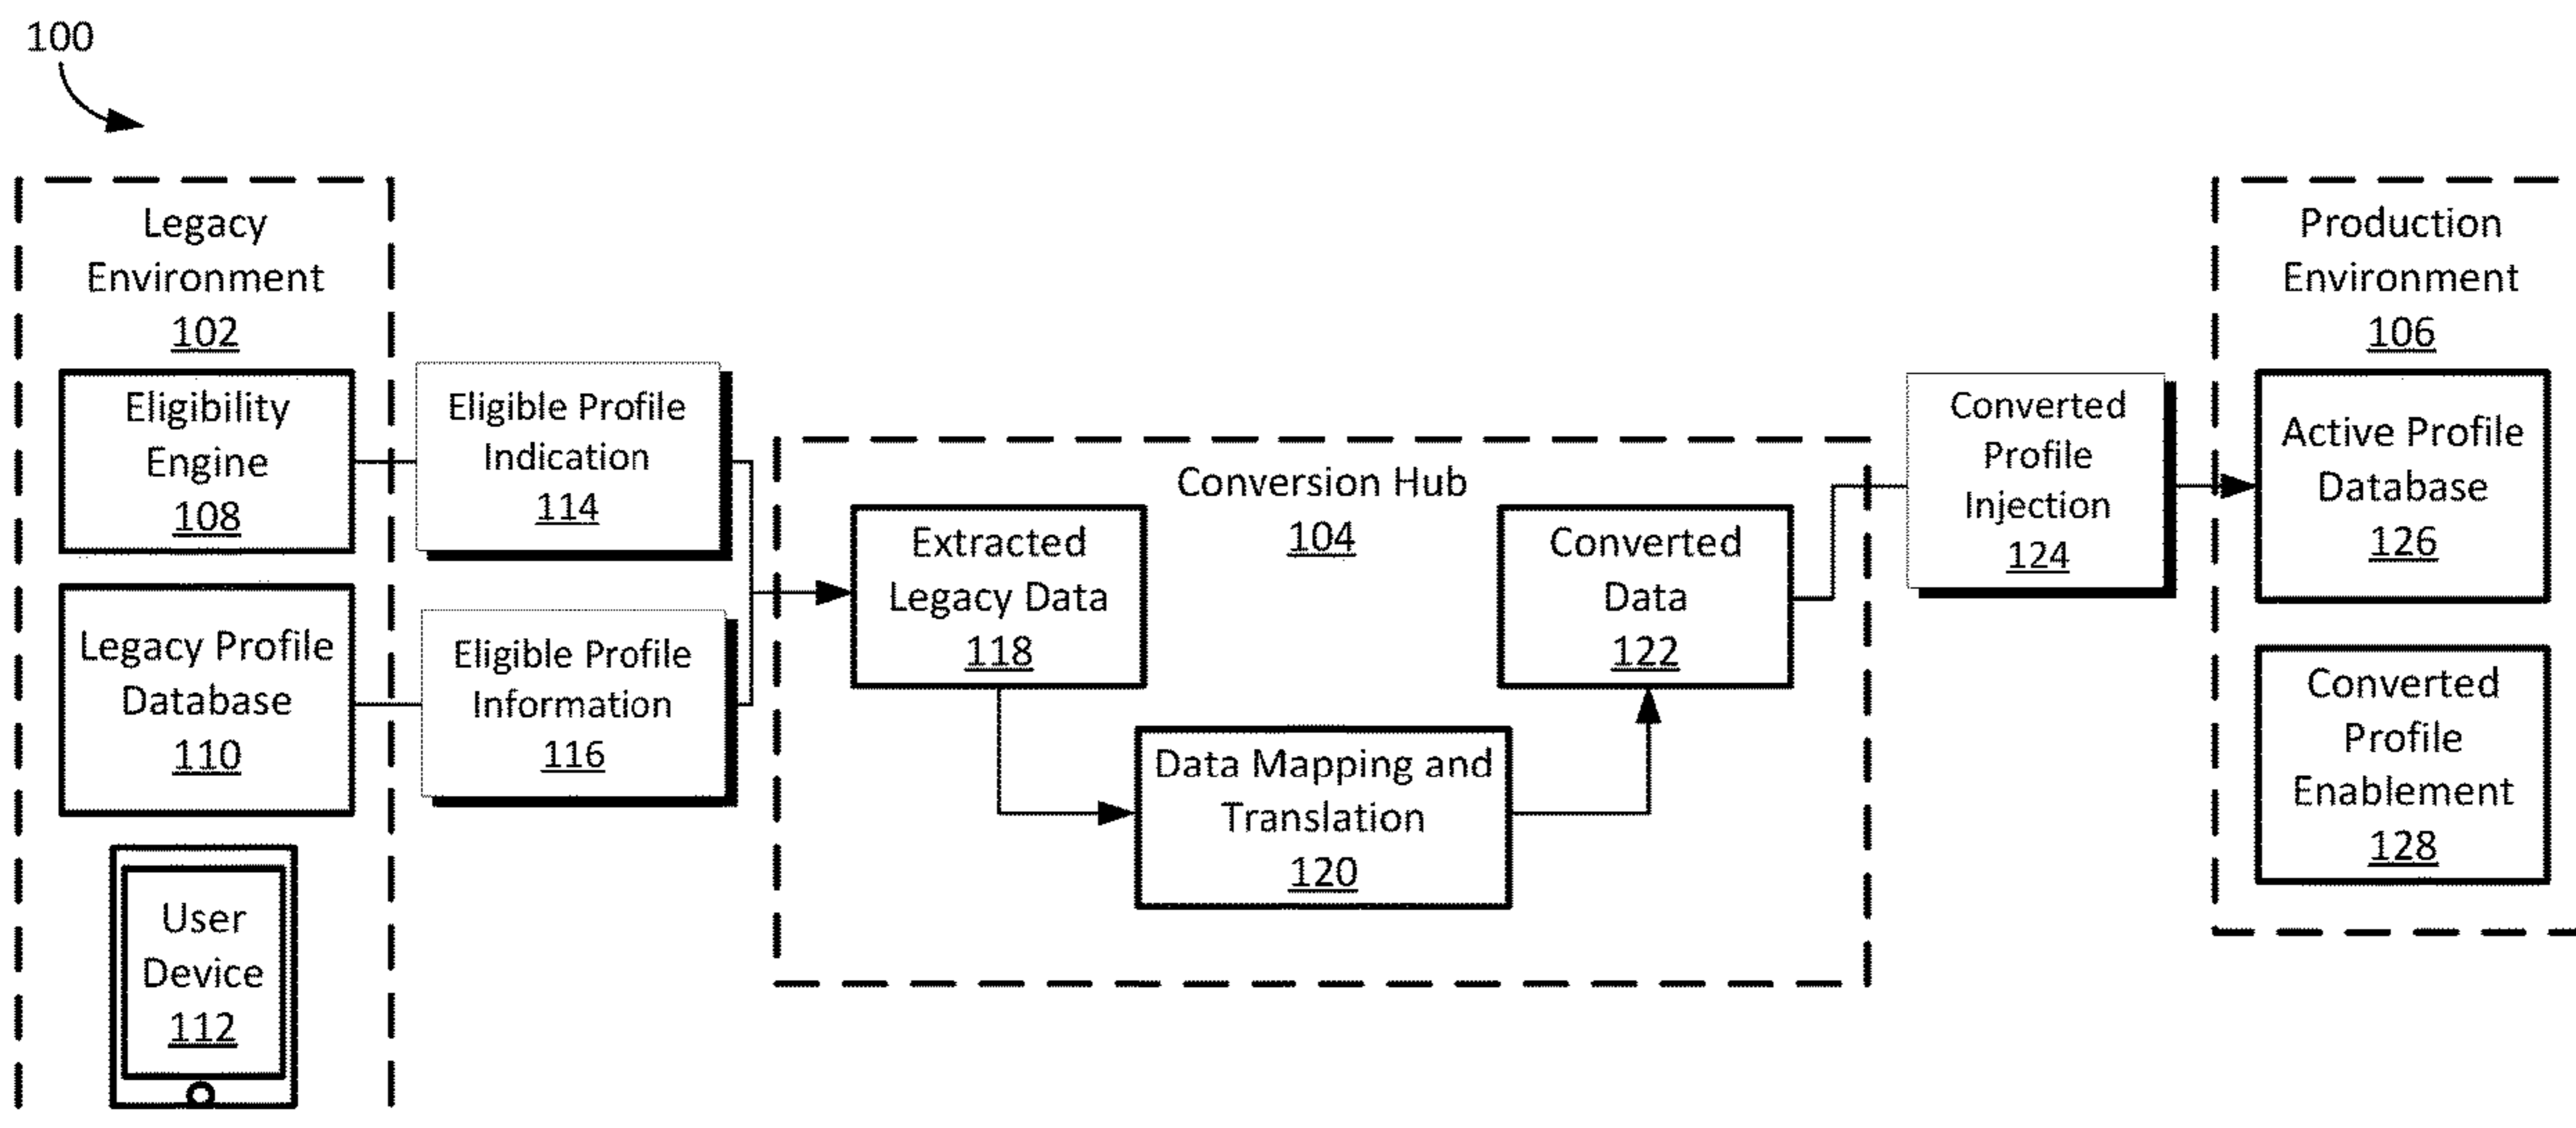 100
Legacy
Environment
102
Eligibility
Engine
108
Legacy Profile
Database
110
User
Device
112
Eligible Profile
Indication
114
Eligible Profile
Information
116
Conversion Hub
104
Extracted
Legacy Data
118
Data Mapping and
Translation
120
Converted
Data
122
Converted
Profile
Injection
124
Production
Environment
106
Active Profile
Database
126
Converted
Profile
Enablement
128